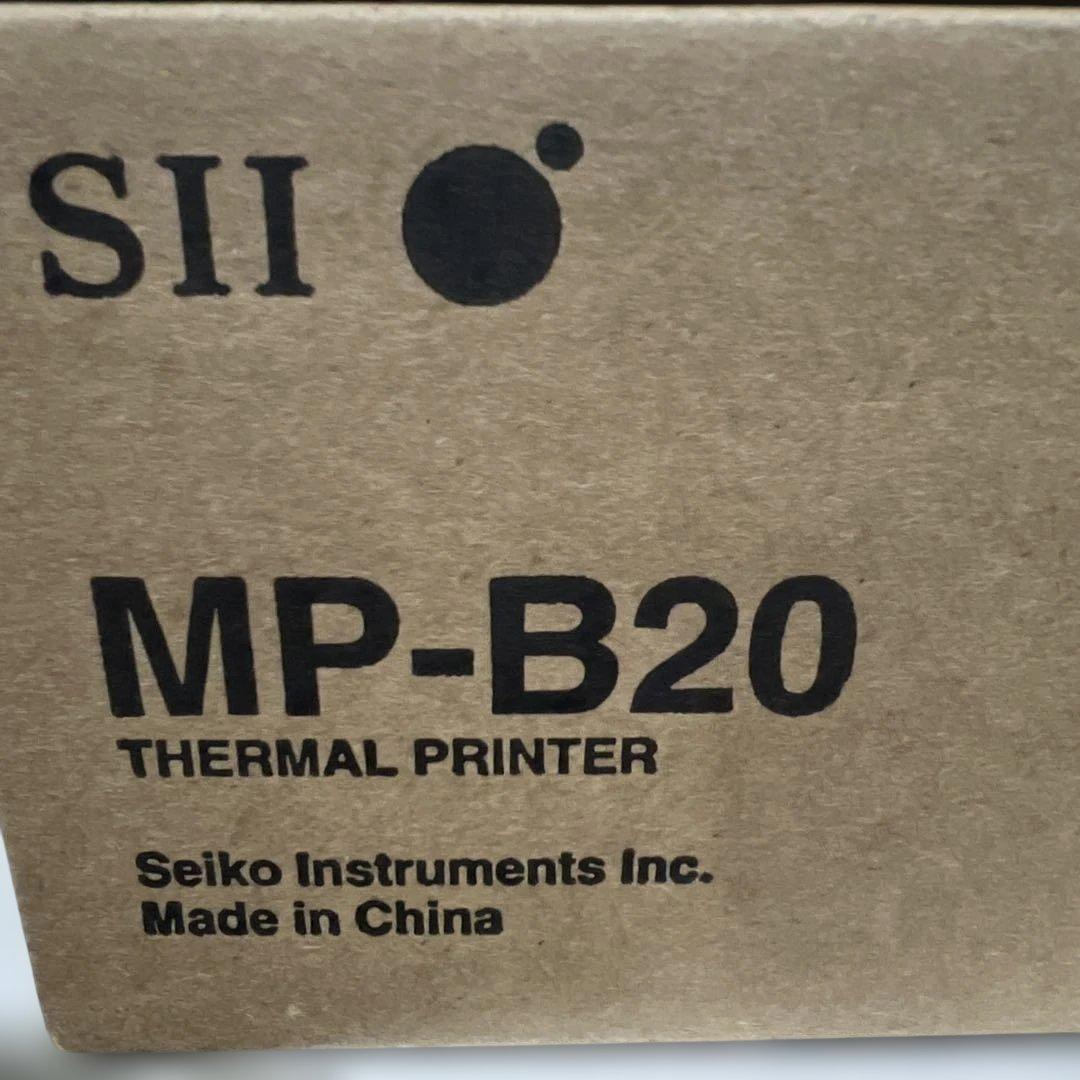 SII
MP-B20
THERMAL PRINTER
Seiko Instruments Inc.
Made in China